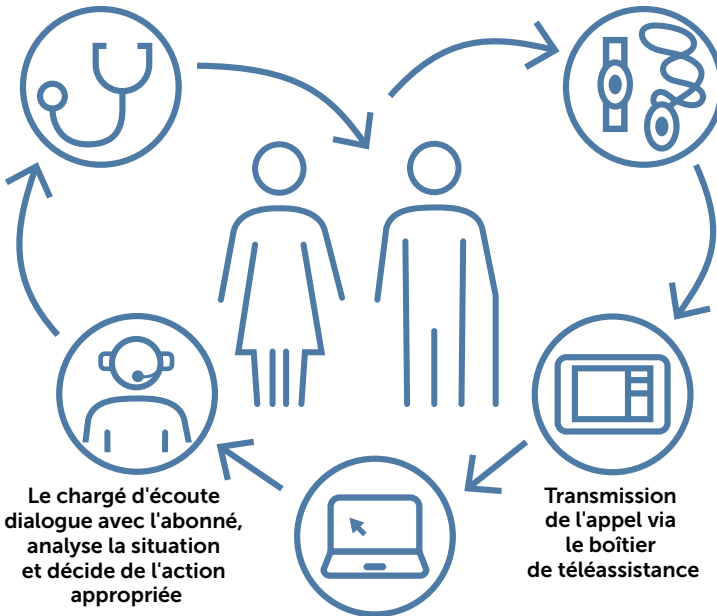 Le chargé d'écoute
dialogue avec l'abonné,
analyse la situation
et décide de l'action
appropriée
Transmission
de l'appel via
le boîtier
de téléassistance